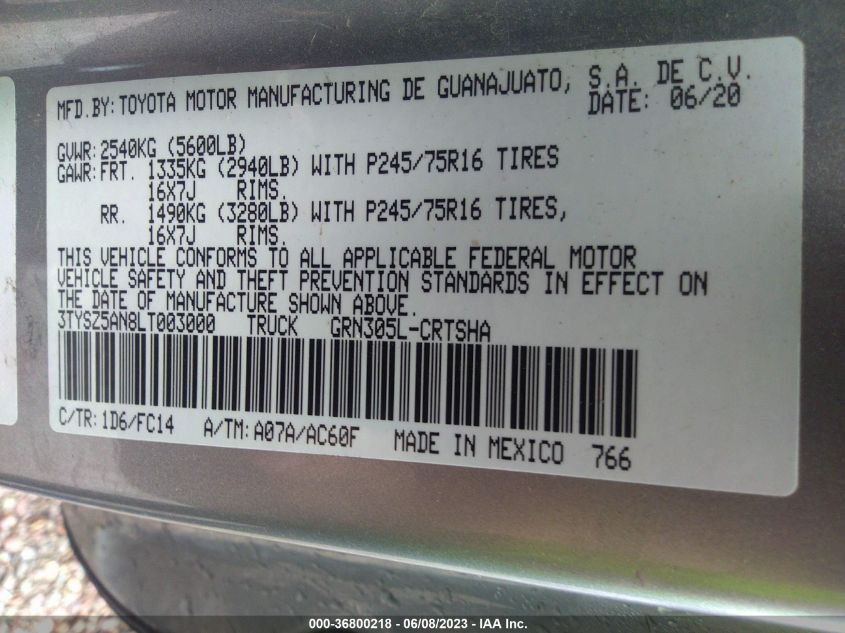 MFD.BY: TOYOTA MOTOR MANUFACTURING DE GUANAJUATO, S.A. DE C.V.
DATE: 06/20
GVWR: 2540KG (5600LB)
GAWR: FRT. 1335KG (2940LB) WITH P245/75R16 TIRES
16X7J RIMS.
RR. 1490KG (3280LB) WITH P245/75R16 TIRES,
16X7J RIMS.
THIS VEHICLE CONFORMS TO ALL APPLICABLE FEDERAL MOTOR
VEHICLE SAFETY AND THEFT PREVENTION STANDARDS IN EFFECT ON
THE DATE OF MANUFACTURE SHOWN ABOVE.
3TYSZ5AN8LT003000 TRUCK GRN305L-CRTSHA
C/TR: 1D6/FC14 A/TM: A07A/AC60F MADE IN MEXICO 766
000-36800218 - 06/08/2023 - IAA Inc.